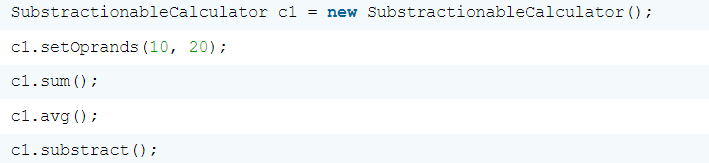 SubstractionableCalculator c1 = new SubstractionableCalculator();
c1.setOprands(10, 20);
c1.sum();
c1.avg();
c1.substract();